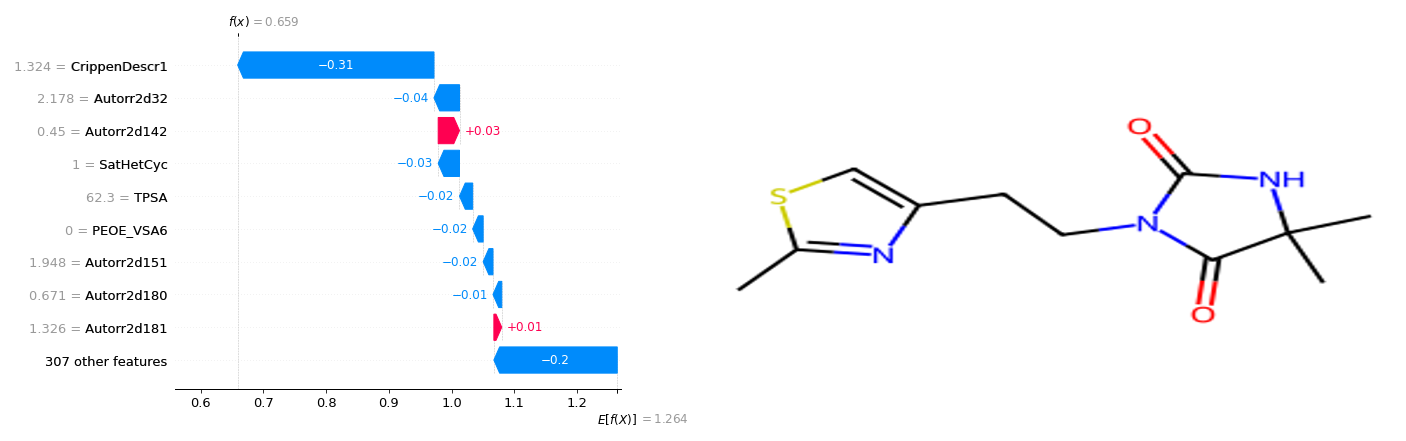 f(x) = 0.659
1.324 = CrippenDescr1
−0.31
2.178 = Autorr2d32
−0.04
0.45 = Autorr2d142
+0.03
1 = SatHetCyc
−0.03
62.3 = TPSA
−0.02
0 = PEOE_VSA6
−0.02
1.948 = Autorr2d151
−0.02
0.671 = Autorr2d180
−0.01
1.326 = Autorr2d181
+0.01
307 other features
−0.2
0.6 0.7 0.8 0.9 1.0 1.1 1.2
E[f(X)] = 1.264
O
NH
S
N
N
O